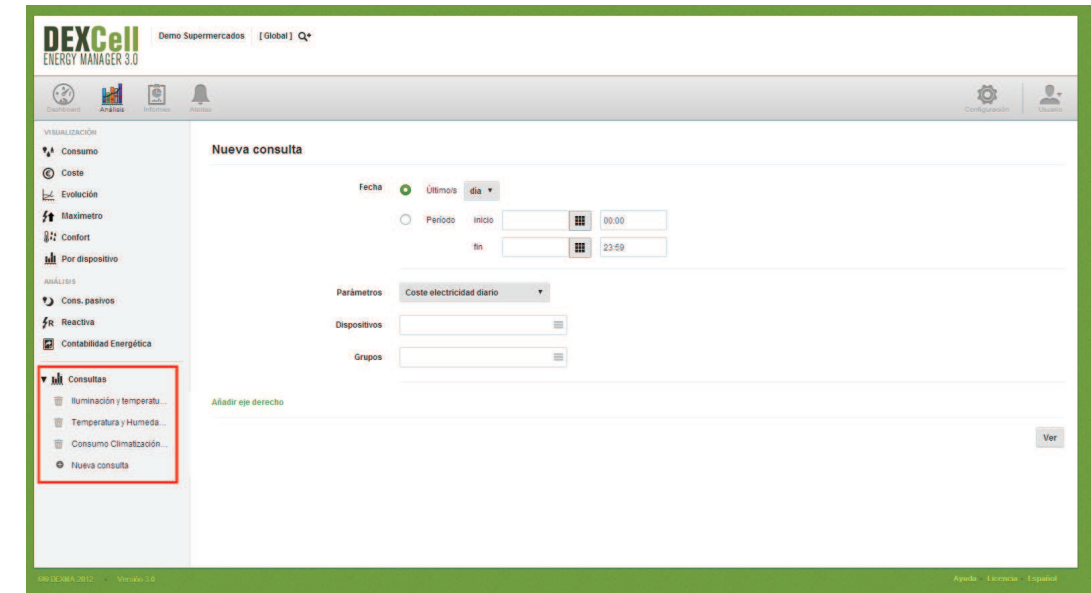 DEXCell
ENERGY MANAGER 3.0
Demo Supermercados [ Global ]
Dashboard Análisis Informes Alertas Configuración Usuario
VISUALIZACIÓN
Consumo
Coste
Evolución
Maximetro
Confort
Por dispositivo
ANÁLISIS
Cons. pasivos
Reactiva
Contabilidad Energética
Consultas
Iluminación y temperatu...
Temperatura y Humeda...
Consumo Climatización...
Nueva consulta
Nueva consulta
Fecha Último/s día
Período inicio 00:00
fin 23:59
Parámetros Coste electricidad diario
Dispositivos
Grupos
Añadir eje derecho
Ver
DEXMA 2012 Versión 3.0
Ayuda Licencia Español